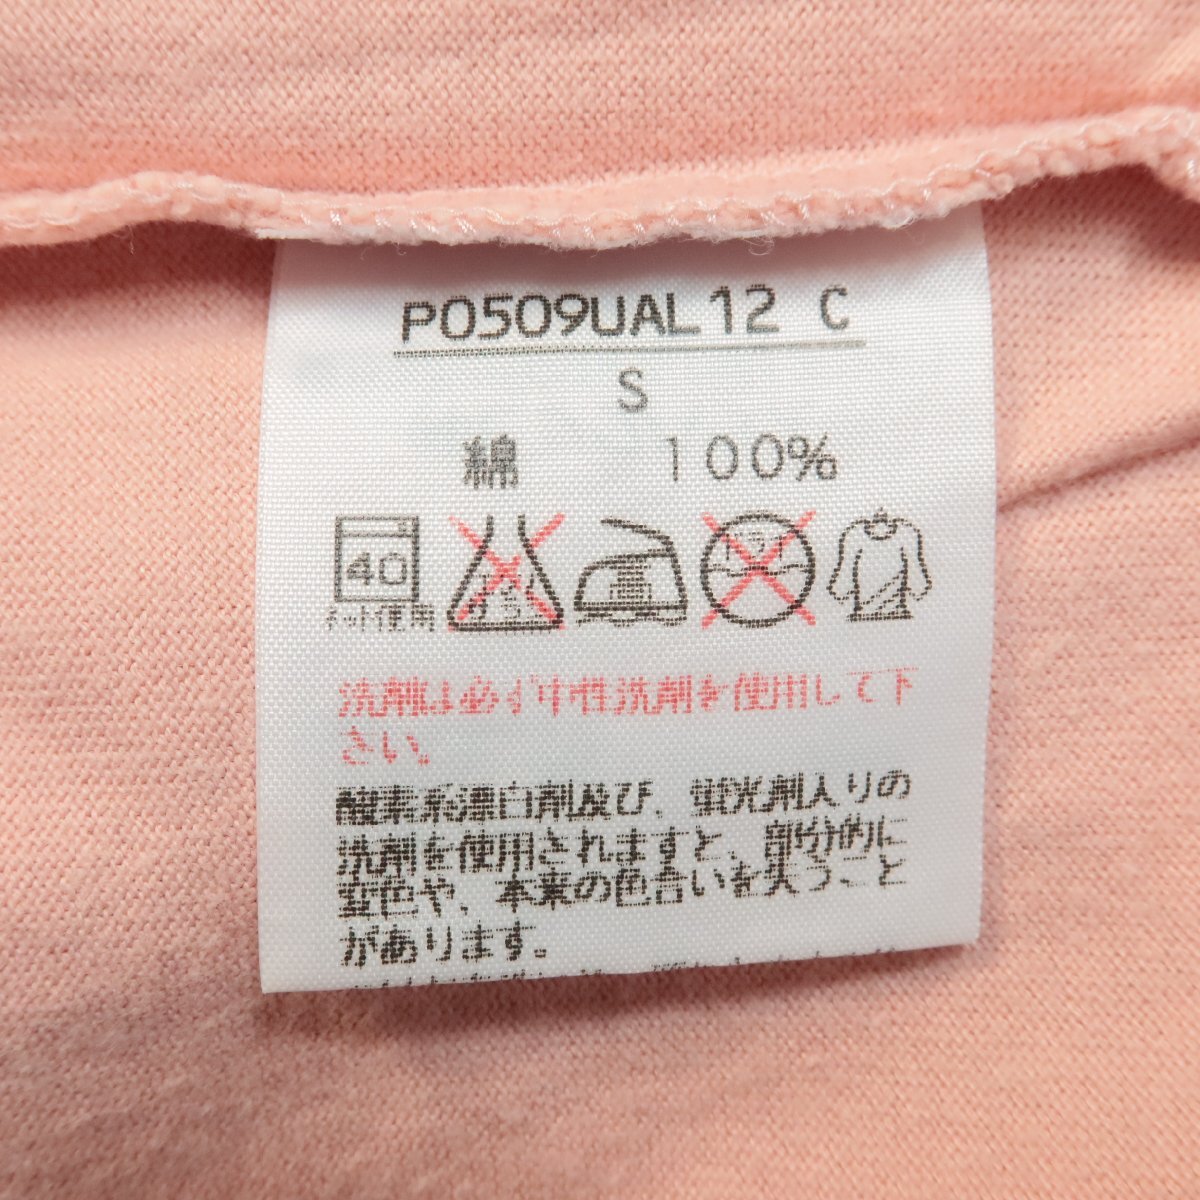 P0509UAL12 C
S
綿 100%
40
ネット使用
洗剤は必ず中性洗剤を使用して下
さい。
酸素系漂白剤及び、蛍光剤入りの
洗剤を使用されますと、部分的に
変色や、本来の色合いを失うこと
があります。